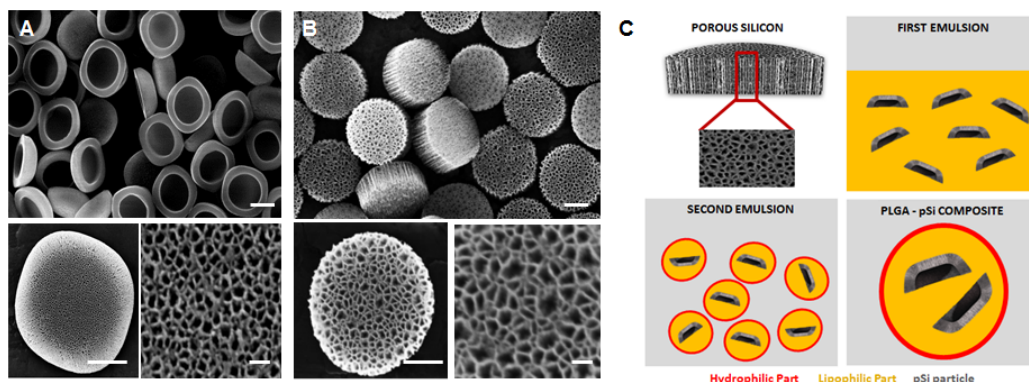 A
B
C
POROUS SILICON
FIRST EMULSION
SECOND EMULSION
PLGA - pSi COMPOSITE
Hydrophilic Part Lipophilic Part pSi particle